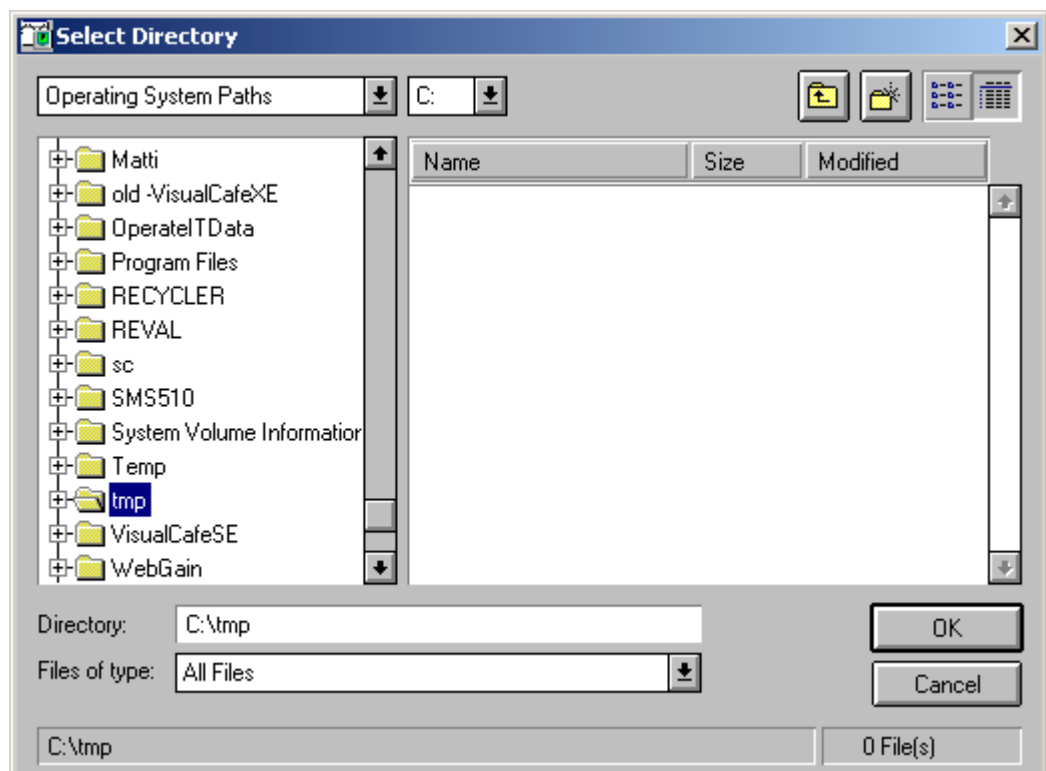 Select Directory
Operating System Paths C:
Name Size Modified
Matti
old -VisualCafeXE
OperateITData
Program Files
RECYCLER
REVAL
sc
SMS510
System Volume Information
Temp
tmp
VisualCafeSE
WebGain
Directory: C:\tmp
OK
Files of type: All Files
Cancel
C:\tmp 0 File(s)